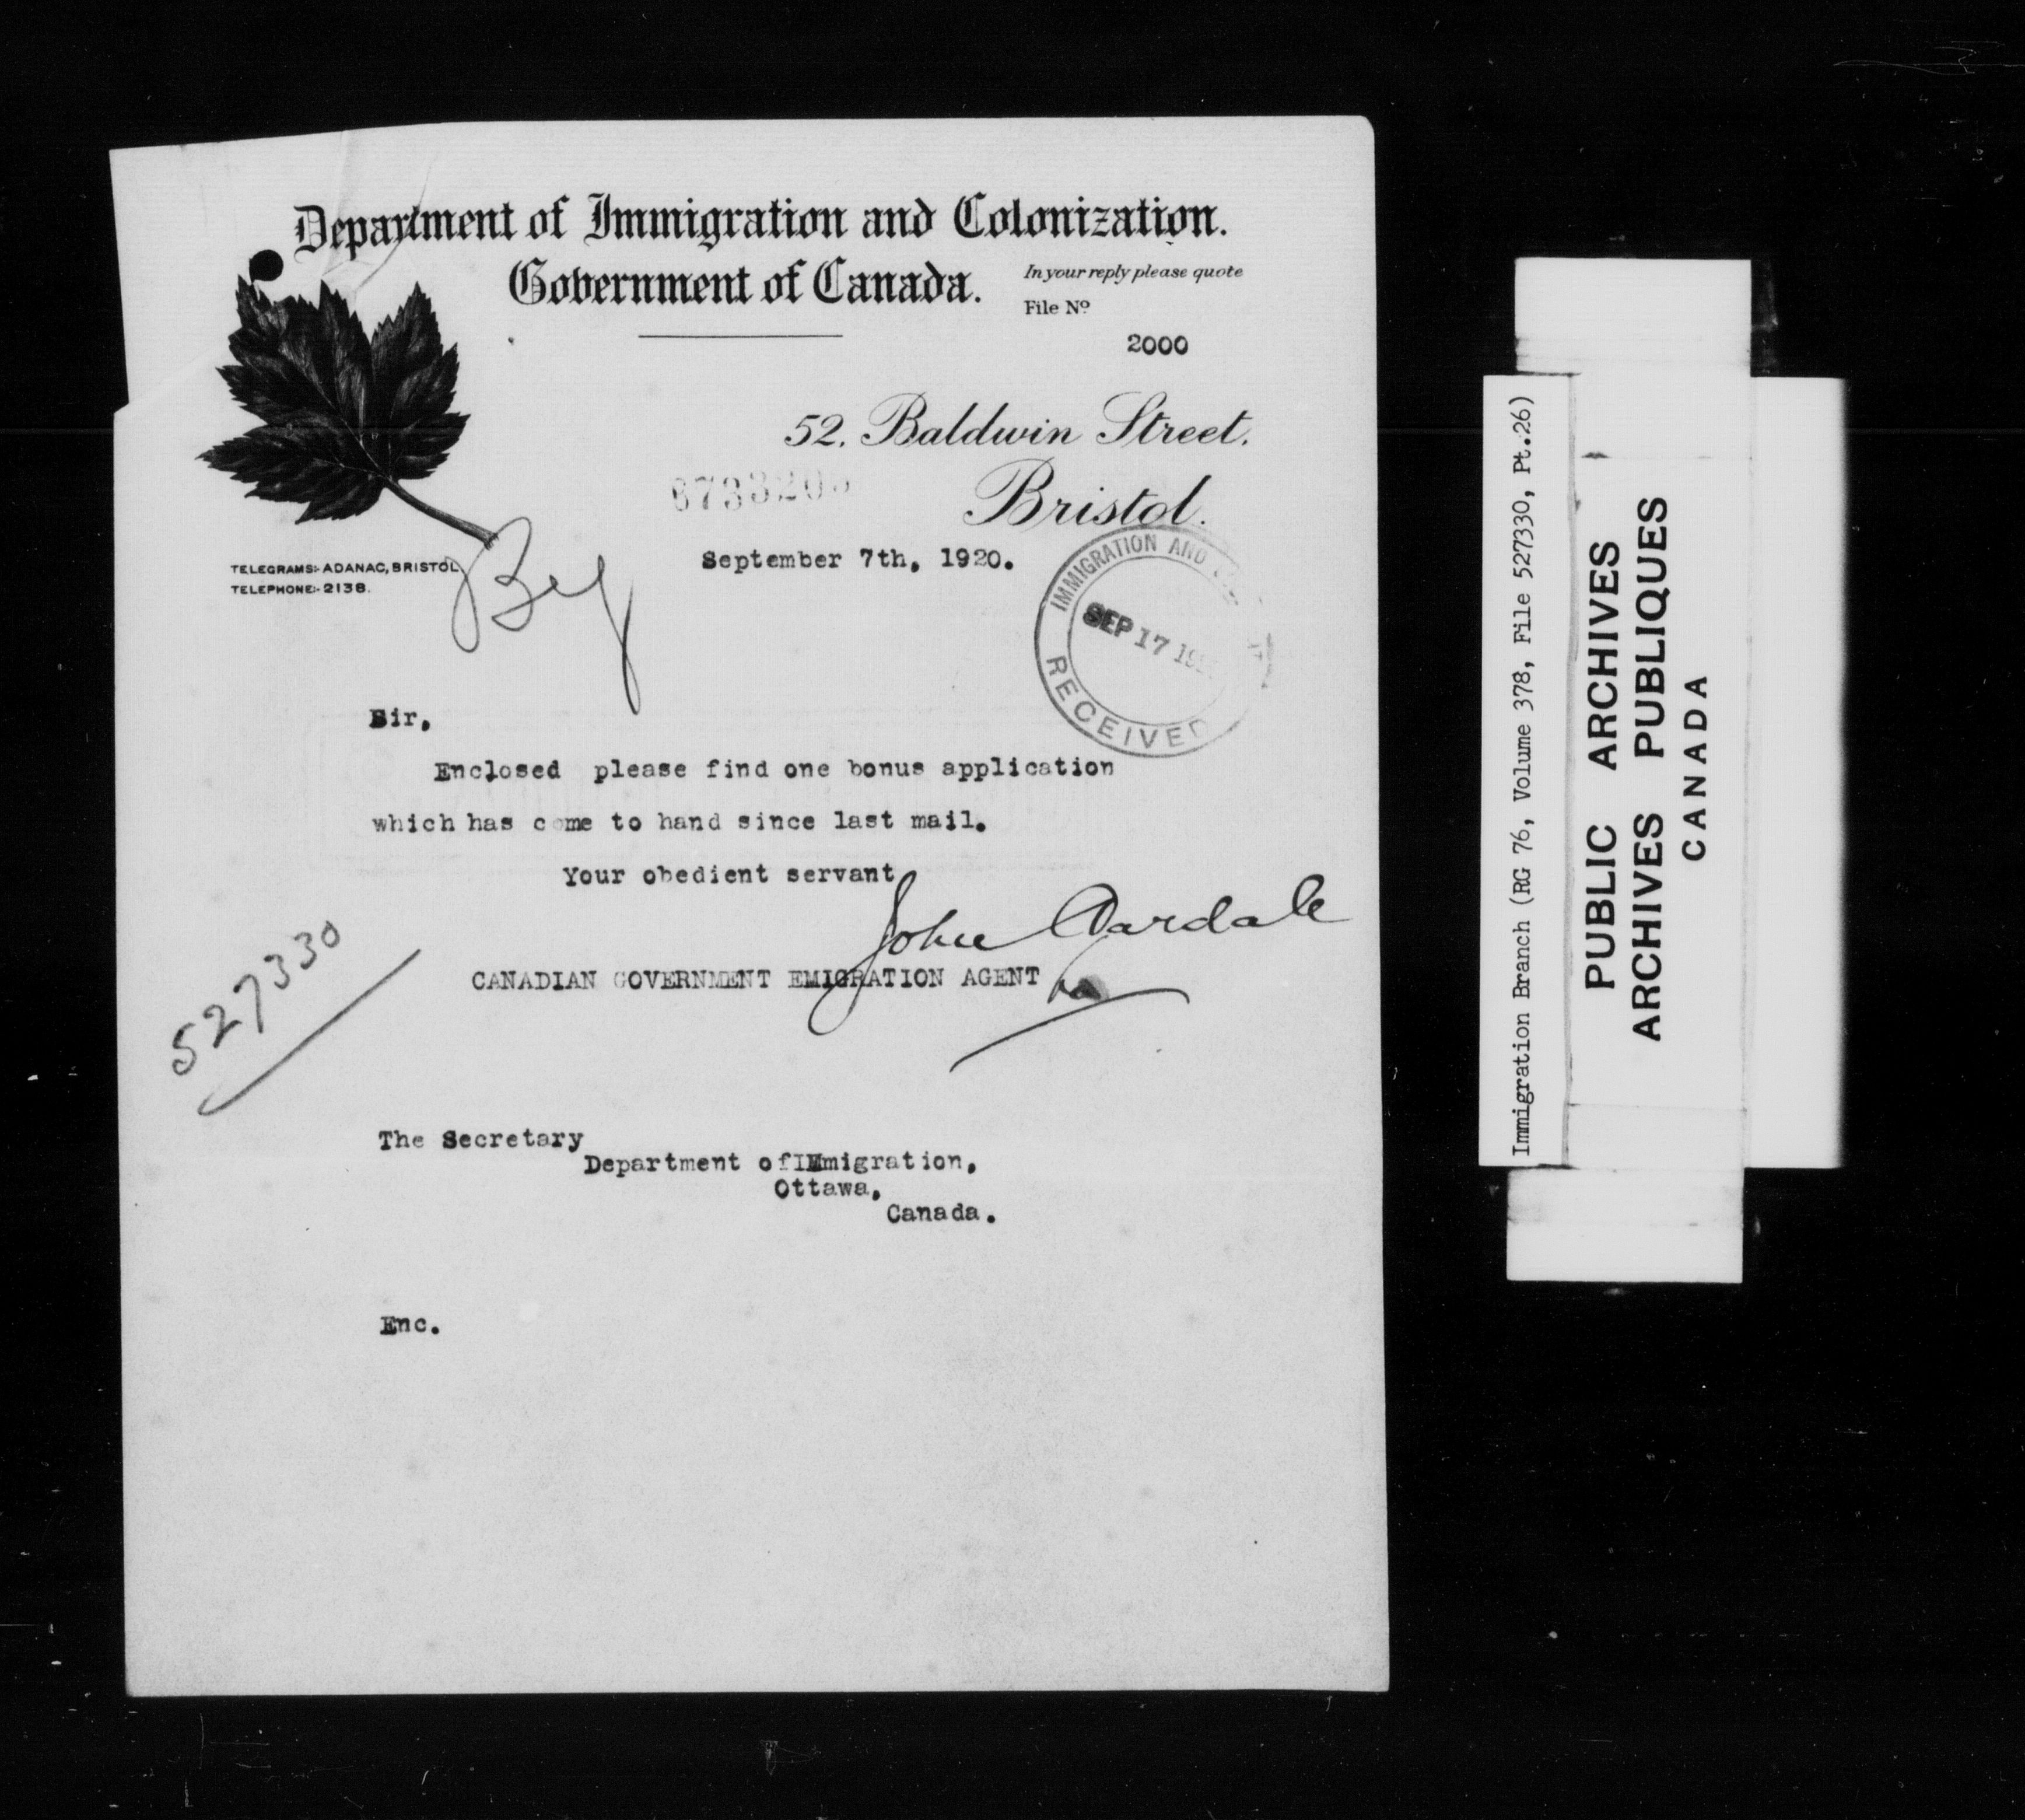 Department of Immigration and Colonization.
Government of Canada.
In your reply please quote
File Nº
2000
52. Baldwin Street.
Bristol.
TELEGRAMS:- ADANAC, BRISTOL
TELEPHONE:- 2138.
September 7th, 1920.
IMMIGRATION AND
SEP 17 19
RECEIVED
Sir,
Enclosed please find one bonus application
which has come to hand since last mail.
Your obedient servant
John
CANADIAN GOVERNMENT EMIGRATION AGENT
527330
The Secretary
Department ofIMmigration,
Ottawa,
Canada.
Enc.
Immigration Branch (RG 76, Volume 378, File 527330, Pt.26)
PUBLIC ARCHIVES
ARCHIVES PUBLIQUES
CANADA